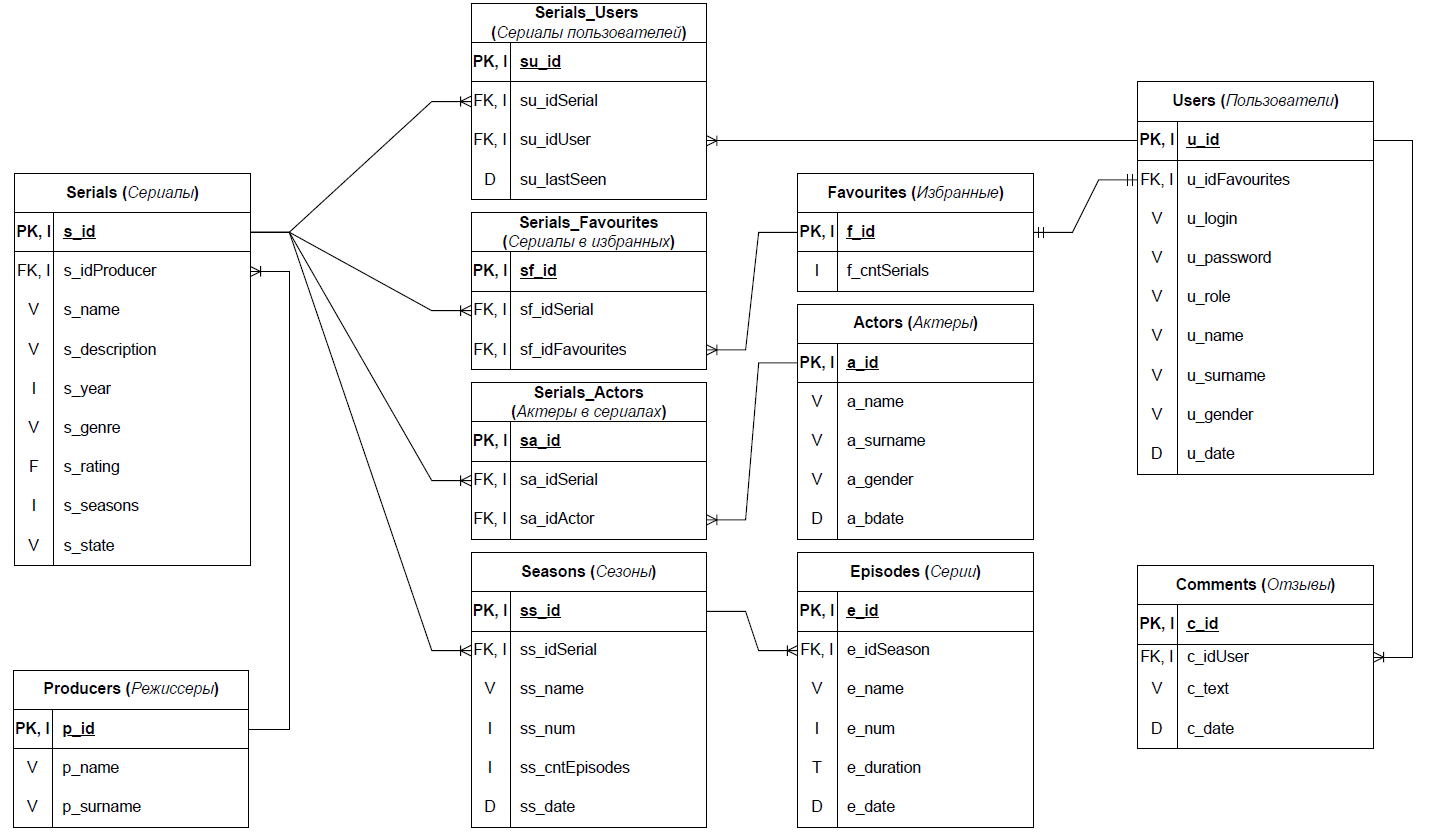 Serials_Users
(Сериалы пользователей)
PK, I su_id
FK, I su_idSerial
FK, I su_idUser
D su_lastSeen
Users (Пользователи)
PK, I u_id
FK, I u_idFavourites
V u_login
V u_password
V u_role
V u_name
V u_surname
V u_gender
D u_date
Serials (Сериалы)
PK, I s_id
FK, I s_idProducer
V s_name
V s_description
I s_year
V s_genre
F s_rating
I s_seasons
V s_state
Serials_Favourites
(Сериалы в избранных)
PK, I sf_id
FK, I sf_idSerial
FK, I sf_idFavourites
Favourites (Избранные)
PK, I f_id
I f_cntSerials
Actors (Актеры)
PK, I a_id
V a_name
V a_surname
V a_gender
D a_bdate
Serials_Actors
(Актеры в сериалах)
PK, I sa_id
FK, I sa_idSerial
FK, I sa_idActor
Seasons (Сезоны)
PK, I ss_id
FK, I ss_idSerial
V ss_name
I ss_num
I ss_cntEpisodes
D ss_date
Episodes (Серии)
PK, I e_id
FK, I e_idSeason
V e_name
I e_num
T e_duration
D e_date
Comments (Отзывы)
PK, I c_id
FK, I c_idUser
V c_text
D c_date
Producers (Режиссеры)
PK, I p_id
V p_name
V p_surname